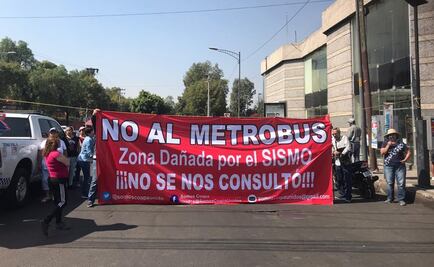 NO AL METROBUS
Zona Dañada por el SISMO
¡¡¡NO SE NOS CONSULTO!!!